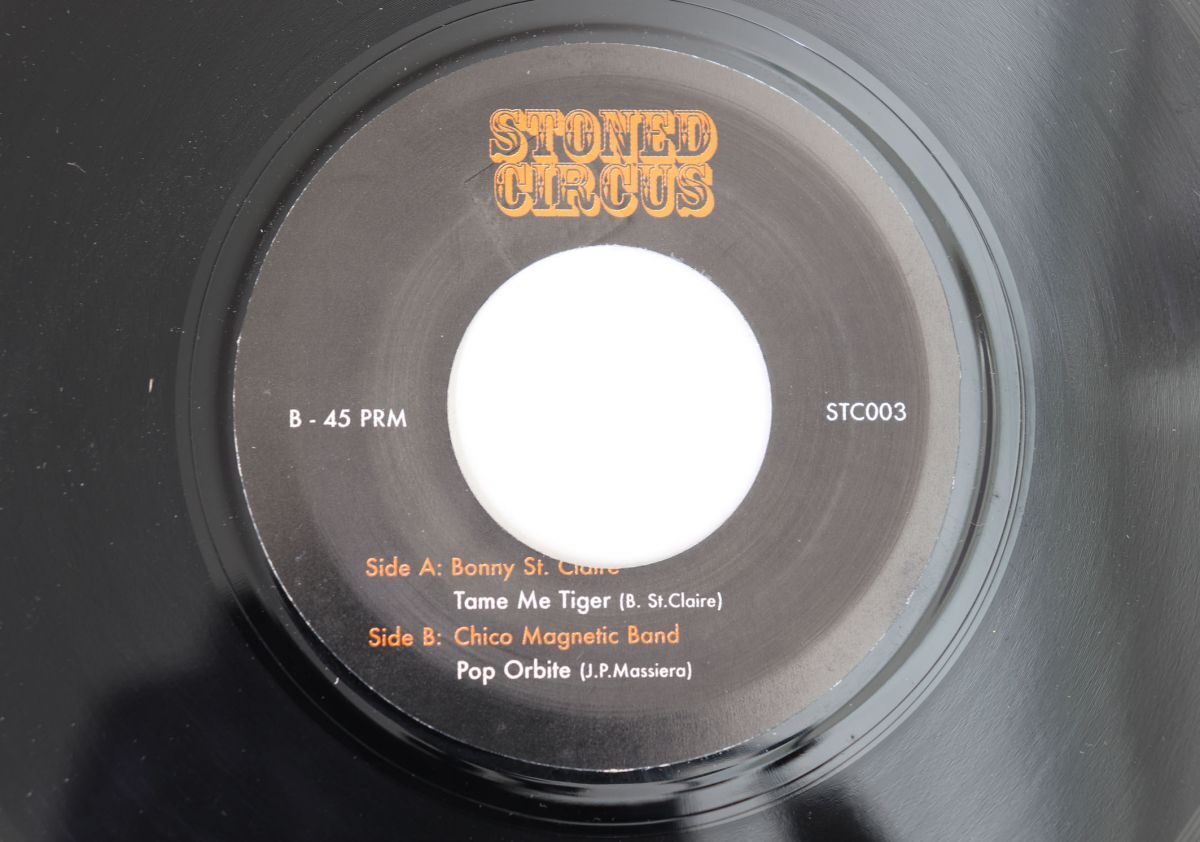 STONED
CIRCUS
B - 45 PRM
STC003
Side A: Bonny St. Claire
Tame Me Tiger (B. St.Claire)
Side B: Chico Magnetic Band
Pop Orbite (J.P.Massiera)